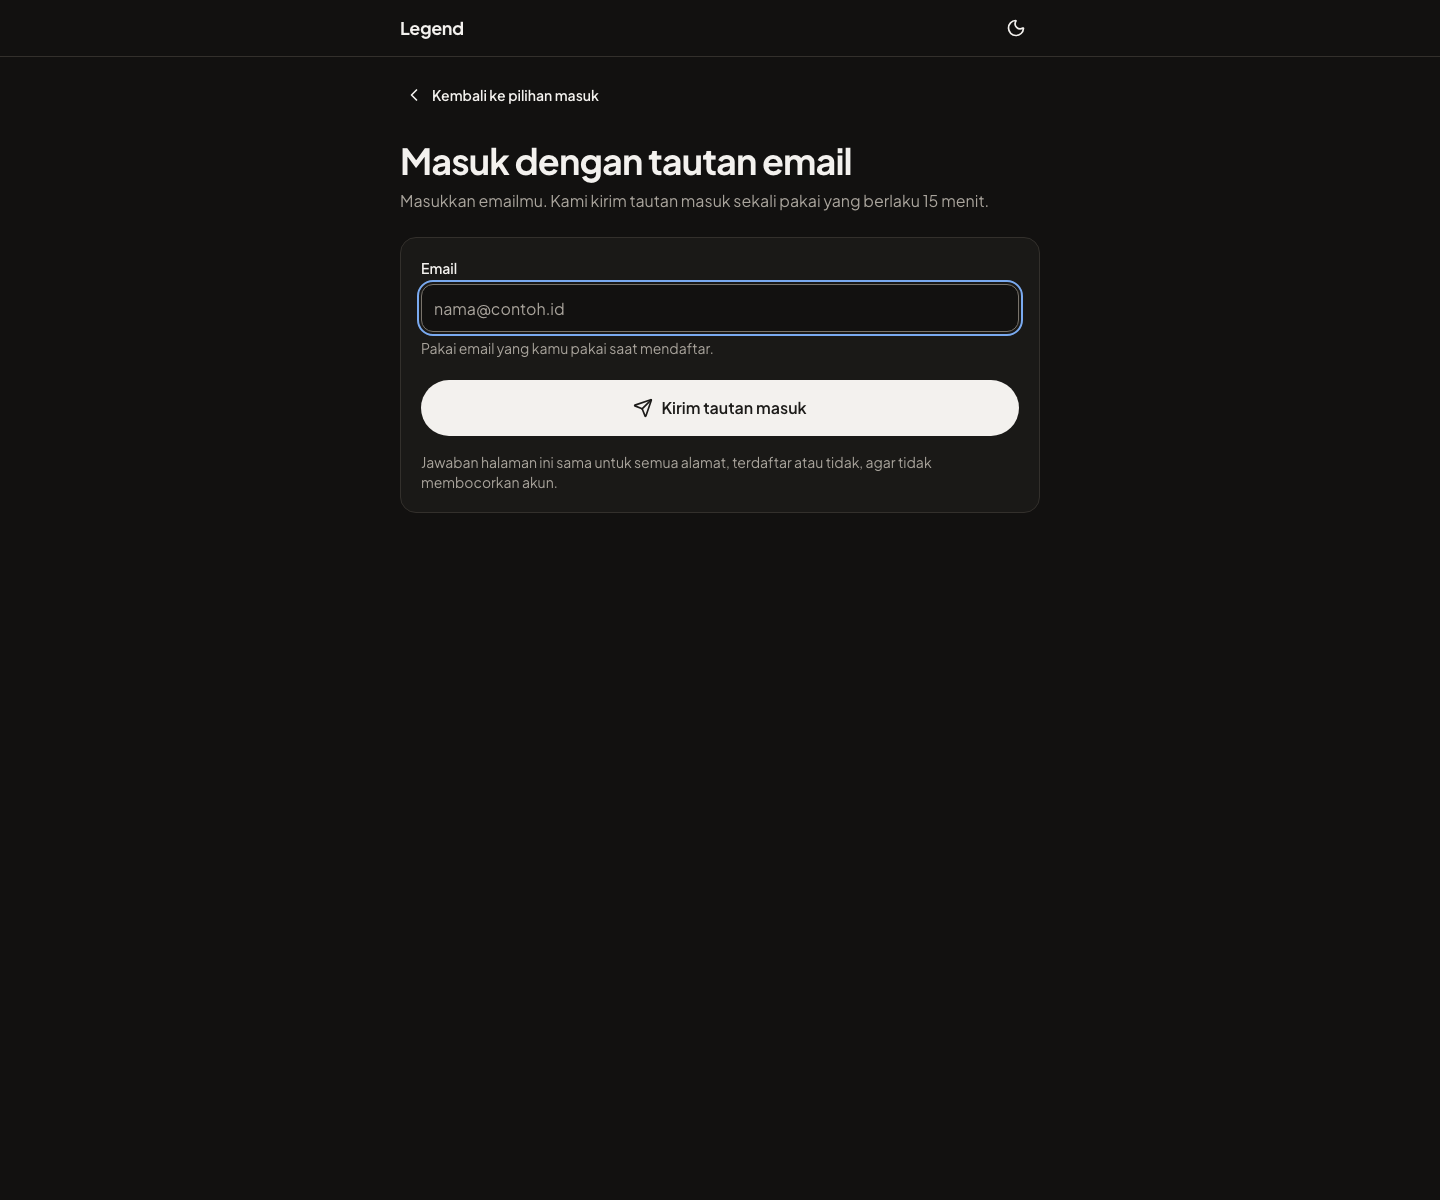 Legend
Kembali ke pilihan masuk
Masuk dengan tautan email
Masukkan emailmu. Kami kirim tautan masuk sekali pakai yang berlaku 15 menit.
Email
nama@contoh.id
Pakai email yang kamu pakai saat mendaftar.
Kirim tautan masuk
Jawaban halaman ini sama untuk semua alamat, terdaftar atau tidak, agar tidak
membocorkan akun.